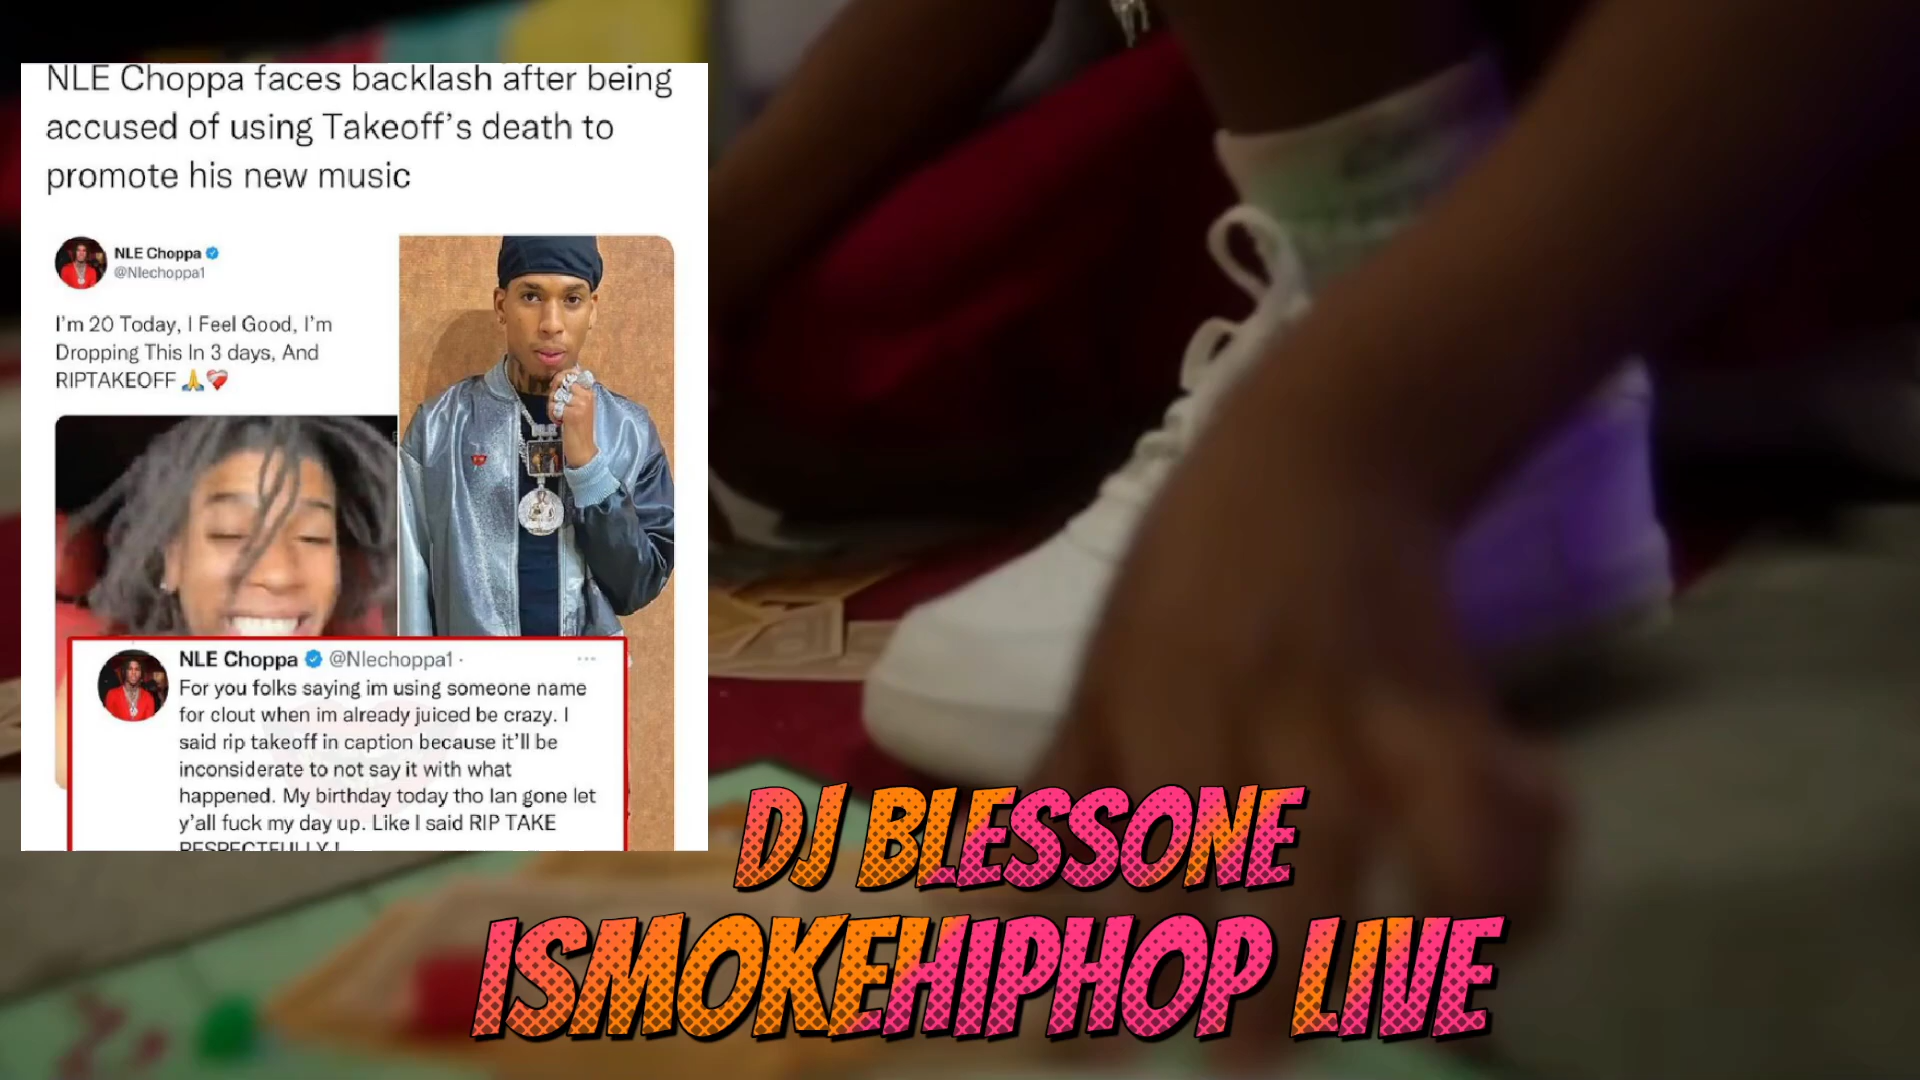 NLE Choppa faces backlash after being
accused of using Takeoff's death to
promote his new music
NLE Choppa
@Nlechoppa1
I'm 20 Today, I Feel Good, I'm
Dropping This In 3 days, And
RIPTAKEOFF 🙏❤️‍🩹
NLE Choppa @Nlechoppa1 · ...
For you folks saying im using someone name
for clout when im already juiced be crazy. I
said rip takeoff in caption because it'll be
inconsiderate to not say it with what
happened. My birthday today tho Ian gone let
y'all fuck my day up. Like I said RIP TAKE
RESPECTFULLY !
DJ BLESSONE
ISMOKEHIPHOP LIVE